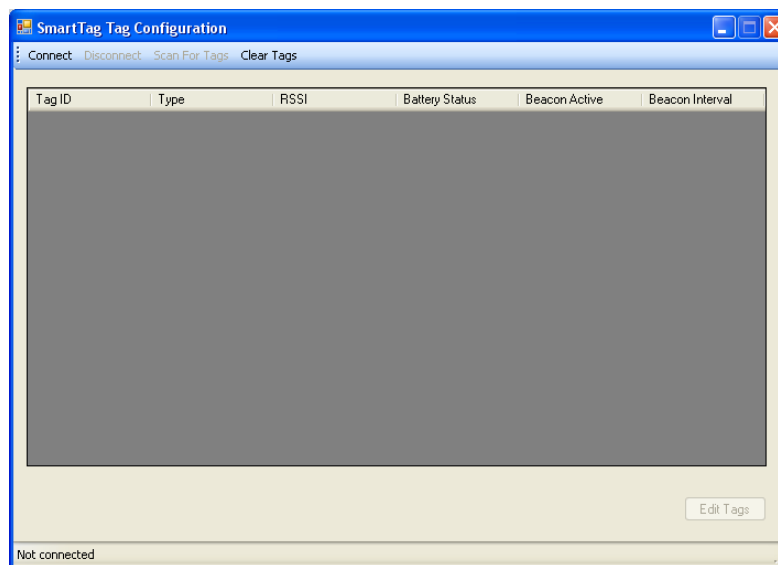 SmartTag Tag Configuration
Connect Disconnect Scan For Tags Clear Tags
Tag ID Type RSSI Battery Status Beacon Active Beacon Interval
Edit Tags
Not connected